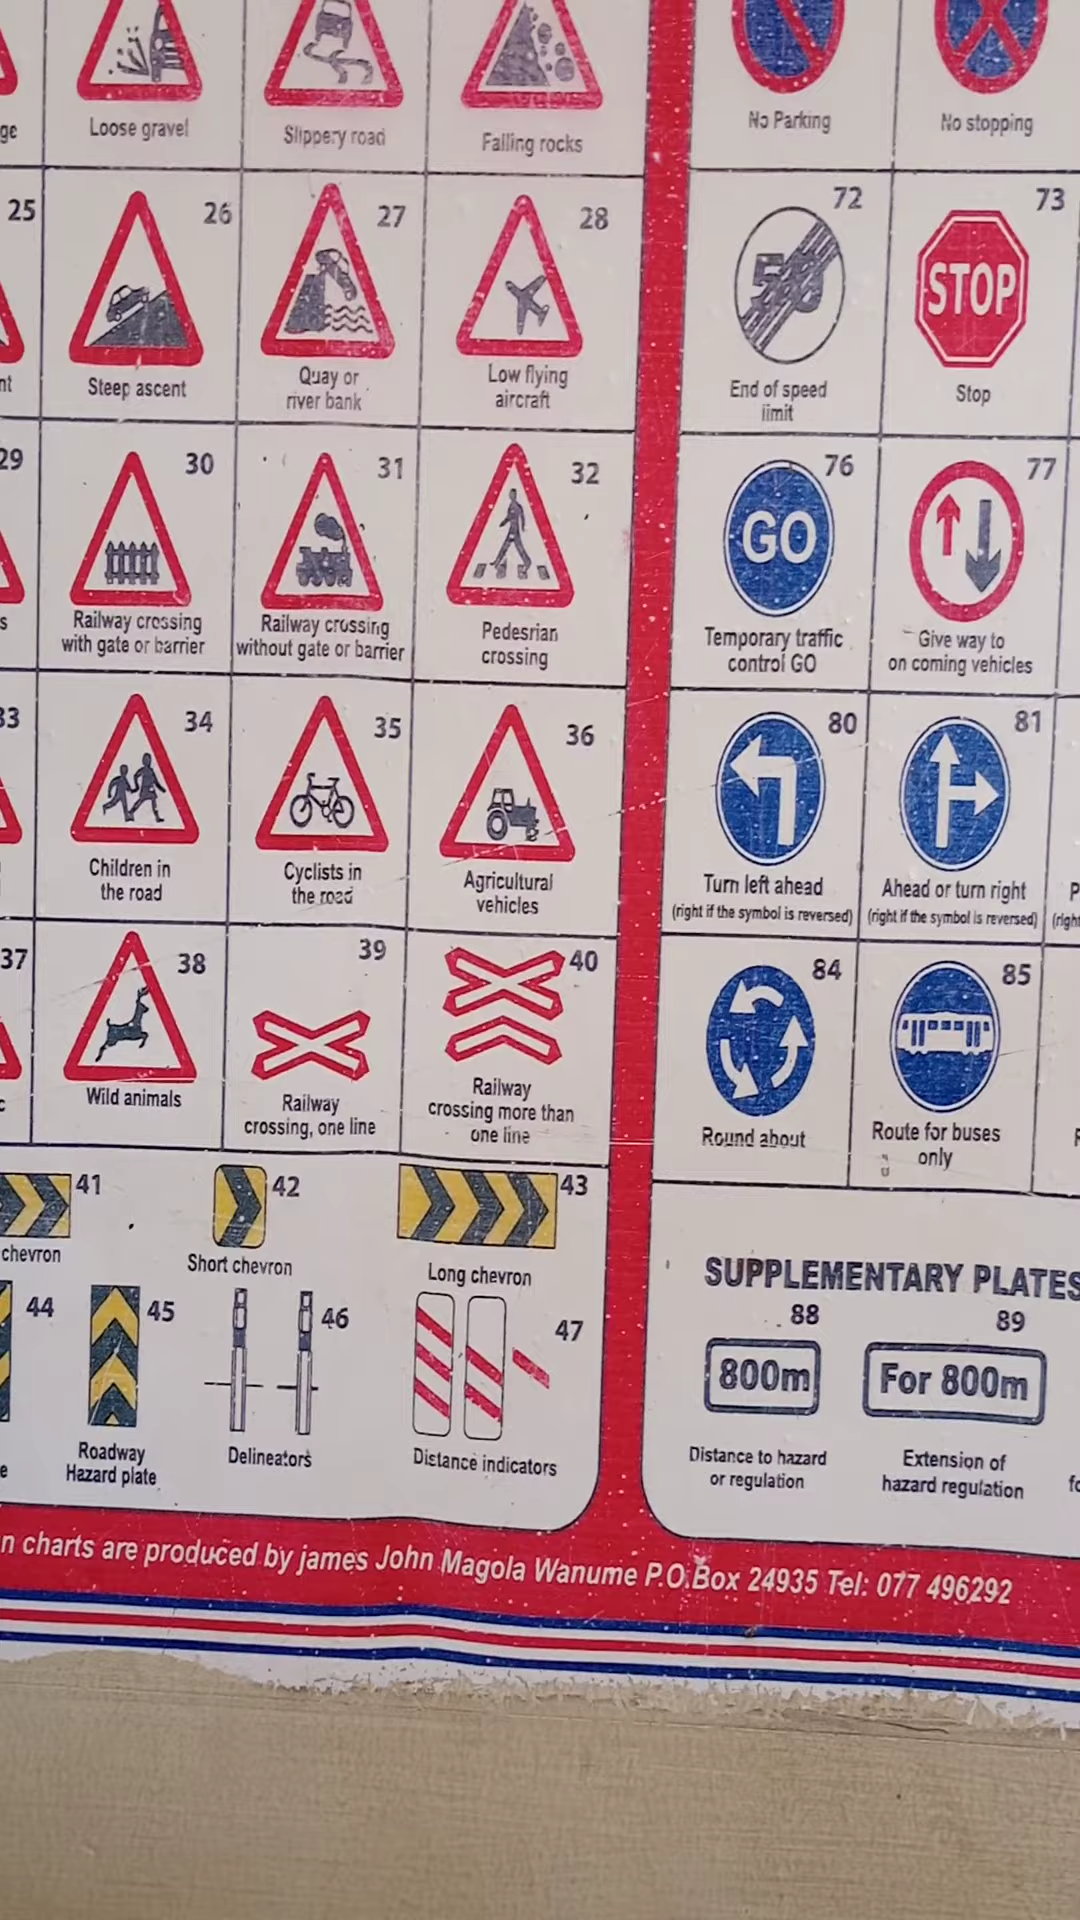 ge
Loose gravel
Slippery road
Falling rocks
No Parking
No stopping
25
26
27
28
72
73
50
STOP
nt
Steep ascent
Quay or
river bank
Low flying
aircraft
End of speed
limit
Stop
29
30
31
32
76
77
GO
s
Railway crossing
with gate or barrier
Railway crossing
without gate or barrier
Pedesrian
crossing
Temporary traffic
control GO
Give way to
on coming vehicles
33
34
35
36
80
81
Children in
the road
Cyclists in
the road
Agricultural
vehicles
Turn left ahead
(right if the symbol is reversed)
Ahead or turn right
(right if the symbol is reversed)
P
(right
37
38
39
40
84
85
c
Wild animals
Railway
crossing, one line
Railway
crossing more than
one line
Round about
Route for buses
only
41
42
43
chevron
Short chevron
Long chevron
SUPPLEMENTARY PLATES
44
45
46
47
88
89
800m
For 800m
e
Roadway
Hazard plate
Delineators
Distance indicators
Distance to hazard
or regulation
Extension of
hazard regulation
fo
n charts are produced by james John Magola Wanume P.O.Box 24935 Tel: 077 496292